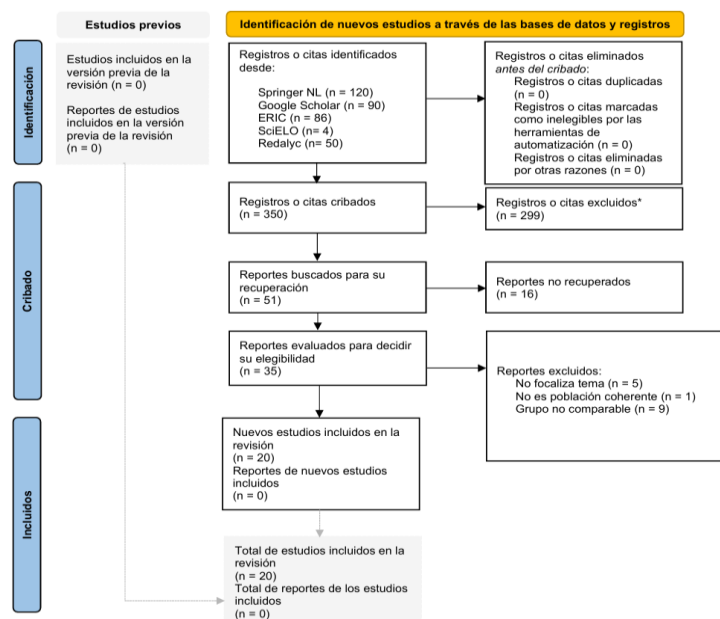 Estudios previos
Identificación de nuevos estudios a través de las bases de datos y registros
Identificación
Estudios incluidos en la
versión previa de la
revisión (n = 0)
Reportes de estudios
incluidos en la versión
previa de la revisión
(n = 0)
Registros o citas identificados
desde:
Springer NL (n = 120)
Google Scholar (n = 90)
ERIC (n = 86)
SciELO (n= 4)
Redalyc (n= 50)
Registros o citas eliminados
antes del cribado:
Registros o citas duplicadas
(n = 0)
Registros o citas marcadas
como inelegibles por las
herramientas de
automatización (n = 0)
Registros o citas eliminadas
por otras razones (n = 0)
Cribado
Registros o citas cribados
(n = 350)
Registros o citas excluidos*
(n = 299)
Reportes buscados para su
recuperación
(n = 51)
Reportes no recuperados
(n = 16)
Reportes evaluados para decidir
su elegibilidad
(n = 35)
Reportes excluidos:
No focaliza tema (n = 5)
No es población coherente (n = 1)
Grupo no comparable (n = 9)
Incluidos
Nuevos estudios incluidos en la
revisión
(n = 20)
Reportes de nuevos estudios
incluidos
(n = 0)
Total de estudios incluidos en la
revisión
(n = 20)
Total de reportes de los estudios
incluidos
(n = 0)